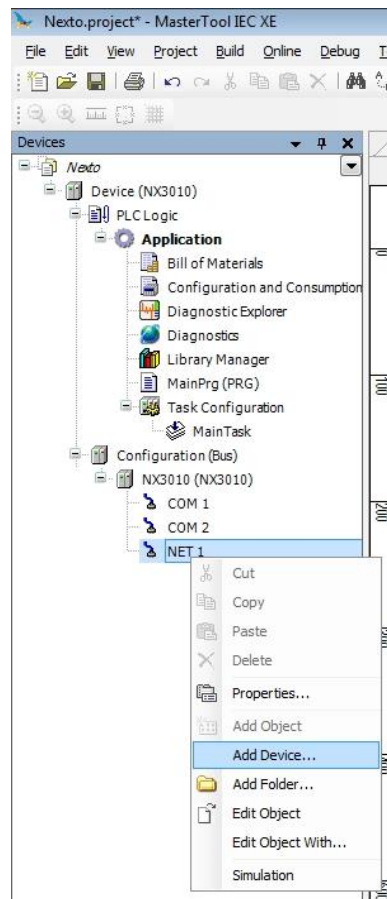 Nexto.project* - MasterTool IEC XE
File Edit View Project Build Online Debug
Devices
Nexto
Device (NX3010)
PLC Logic
Application
Bill of Materials
Configuration and Consumption
Diagnostic Explorer
Diagnostics
Library Manager
MainPrg (PRG)
Task Configuration
MainTask
Configuration (Bus)
NX3010 (NX3010)
COM 1
COM 2
NET 1
Cut
Copy
Paste
Delete
Properties...
Add Object
Add Device...
Add Folder...
Edit Object
Edit Object With...
Simulation
0
100
200